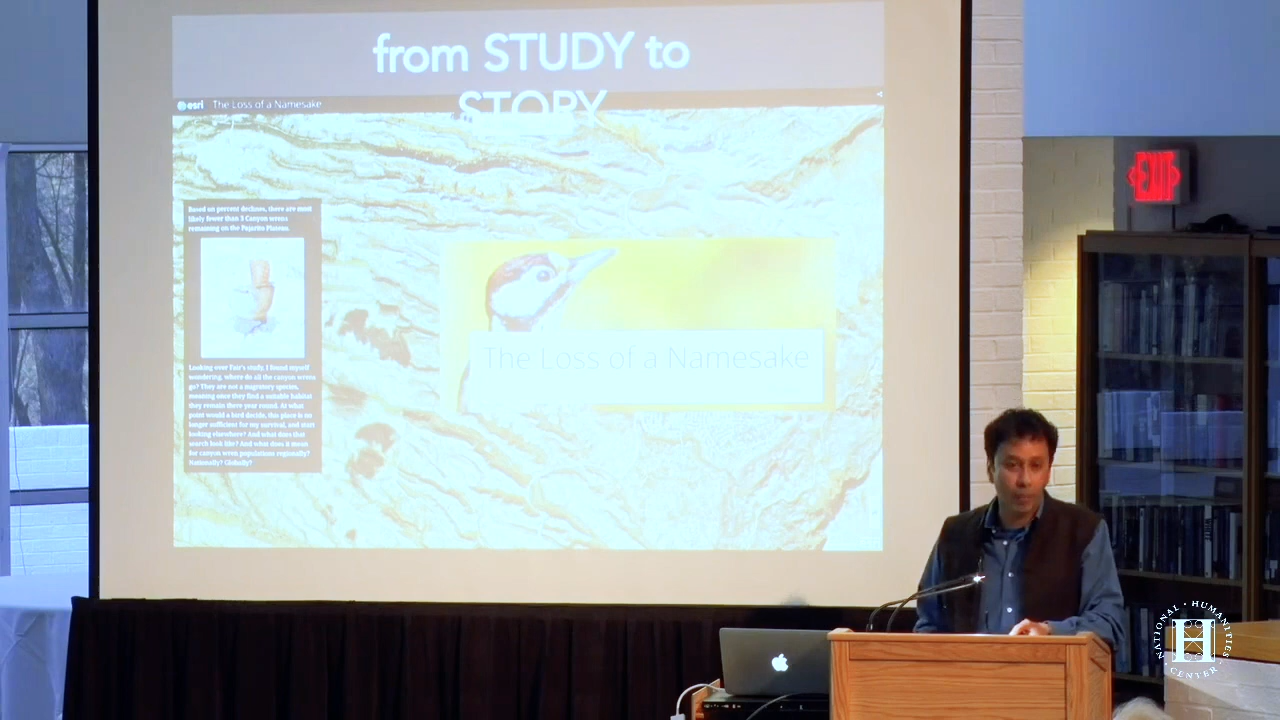 from STUDY to
STORY
esri The Loss of a Namesake
Based on percent declines, there are most
likely fewer than 3 Canyon wrens
remaining on the Pajarito Plateau.
Looking over Fair's study, I found myself
wondering, where do all the canyon wrens
go? They are not a migratory species,
meaning once they find a suitable habitat
they remain there year round. At what
point would a bird decide, this place is no
longer sufficient for my survival, and start
looking elsewhere? And what does that
search look like? And what does it mean
for canyon wren populations regionally?
Nationally? Globally?
The Loss of a Namesake
EXIT
NATIONAL · HUMANITIES
H
· CENTER ·